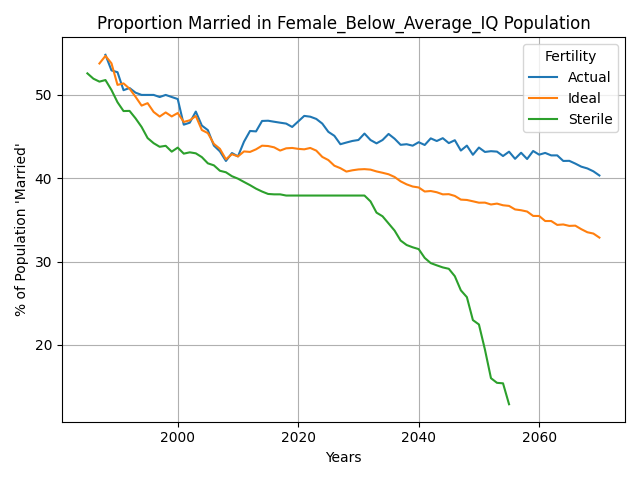 Proportion Married in Female_Below_Average_IQ Population
Fertility
Actual
Ideal
Sterile
% of Population 'Married'
50
40
30
20
2000
2020
2040
2060
Years